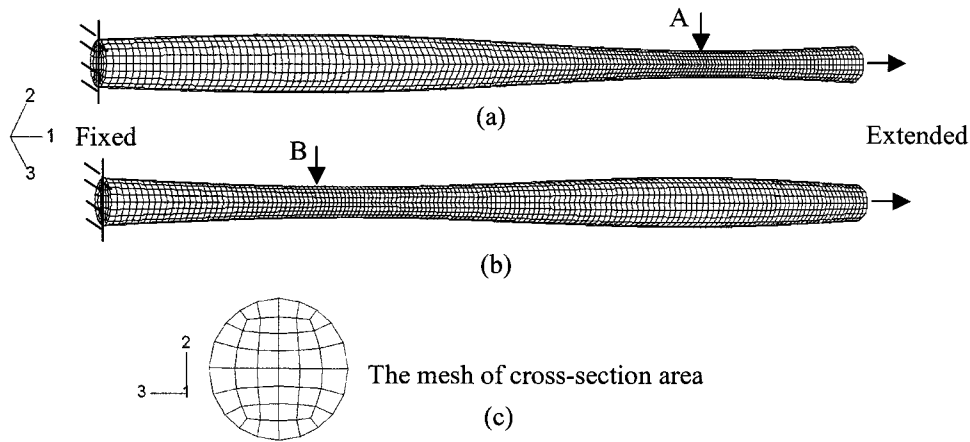 A
(a)
2
1
3
Fixed
Extended
B
(b)
2
3
1
The mesh of cross-section area
(c)